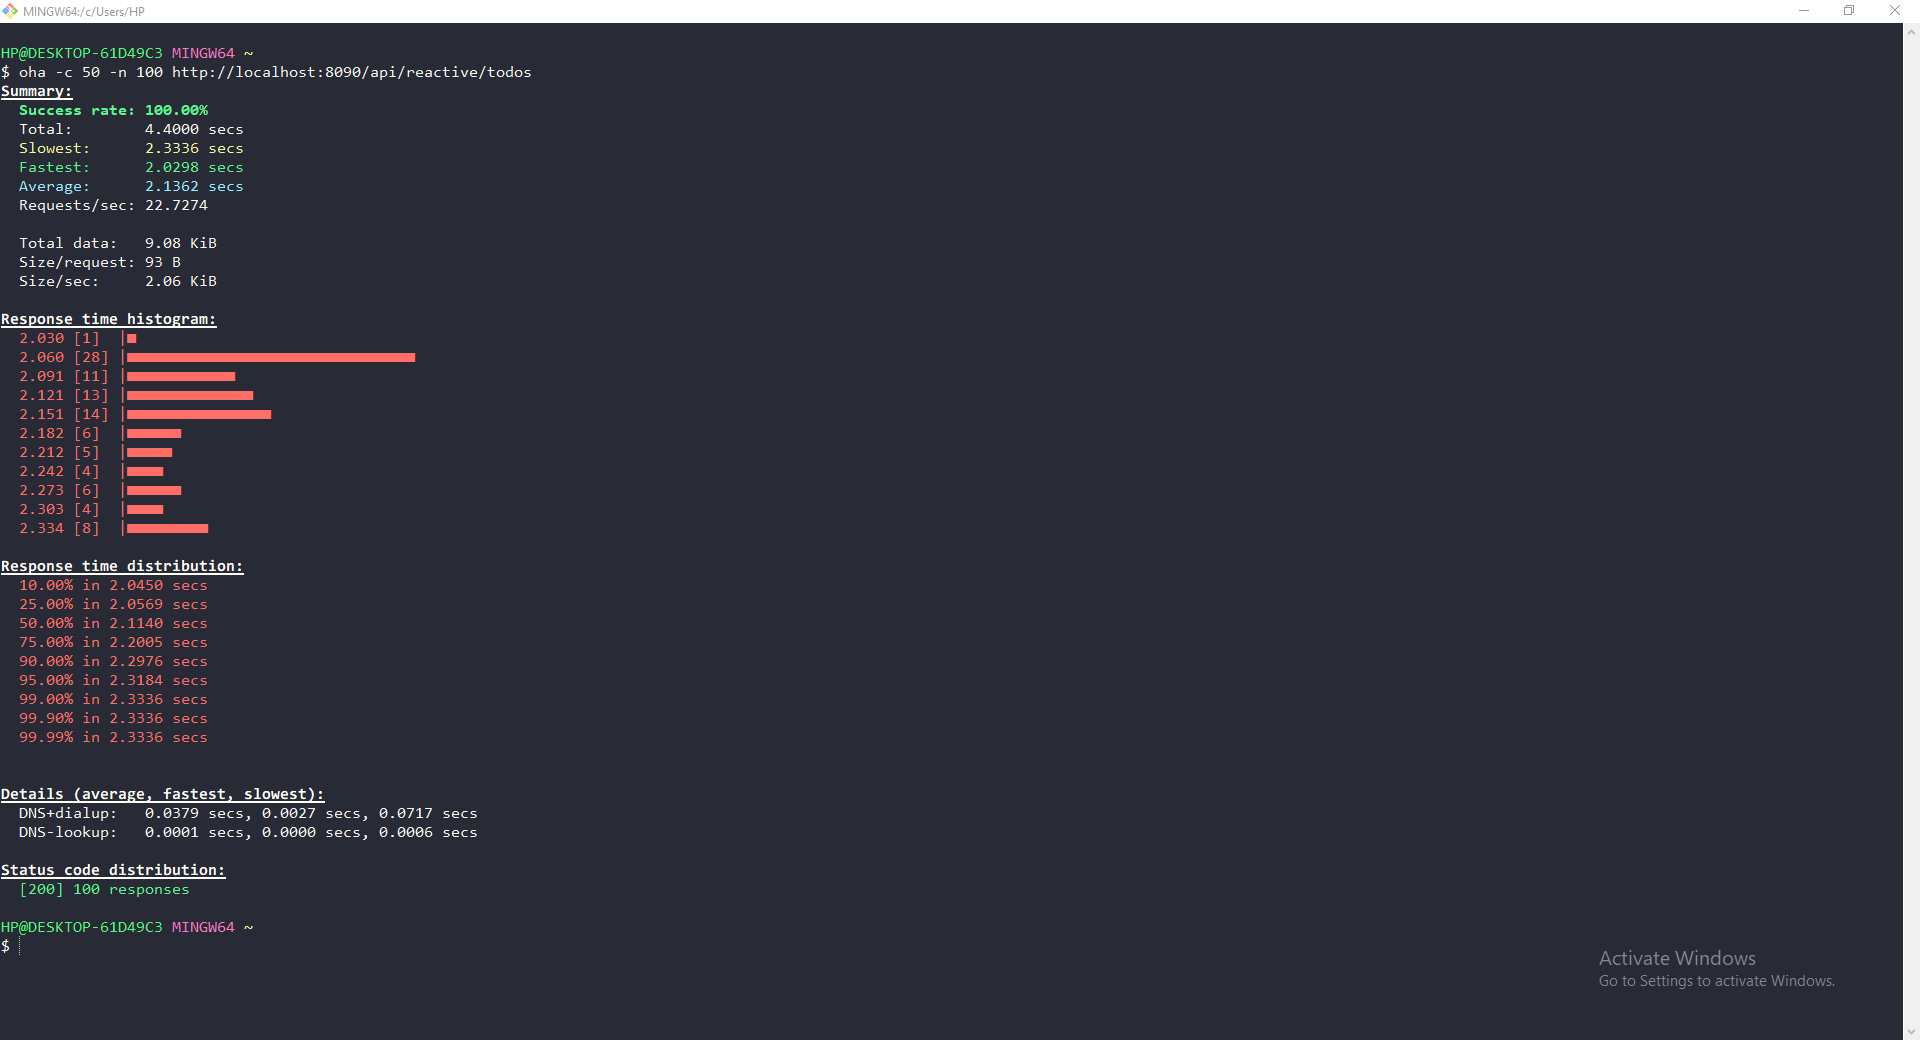 MINGW64:/c/Users/HP
HP@DESKTOP-61D49C3 MINGW64 ~
$ oha -c 50 -n 100 http://localhost:8090/api/reactive/todos
Summary:
  Success rate: 100.00%
  Total:        4.4000 secs
  Slowest:      2.3336 secs
  Fastest:      2.0298 secs
  Average:      2.1362 secs
  Requests/sec: 22.7274

  Total data:   9.08 KiB
  Size/request: 93 B
  Size/sec:     2.06 KiB

Response time histogram:
  2.030 [1]  |
  2.060 [28] |
  2.091 [11] |
  2.121 [13] |
  2.151 [14] |
  2.182 [6]  |
  2.212 [5]  |
  2.242 [4]  |
  2.273 [6]  |
  2.303 [4]  |
  2.334 [8]  |

Response time distribution:
  10.00% in 2.0450 secs
  25.00% in 2.0569 secs
  50.00% in 2.1140 secs
  75.00% in 2.2005 secs
  90.00% in 2.2976 secs
  95.00% in 2.3184 secs
  99.00% in 2.3336 secs
  99.90% in 2.3336 secs
  99.99% in 2.3336 secs

Details (average, fastest, slowest):
  DNS+dialup:   0.0379 secs, 0.0027 secs, 0.0717 secs
  DNS-lookup:   0.0001 secs, 0.0000 secs, 0.0006 secs

Status code distribution:
  [200] 100 responses

HP@DESKTOP-61D49C3 MINGW64 ~
$
Activate Windows
Go to Settings to activate Windows.